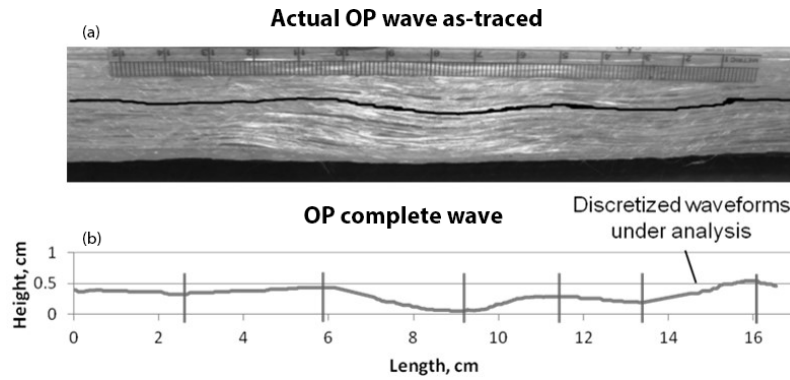 Actual OP wave as-traced
(a)
OP complete wave
Discretized waveforms
under analysis
(b)
Height, cm
1
0.5
0
0 2 4 6 8 10 12 14 16
Length, cm